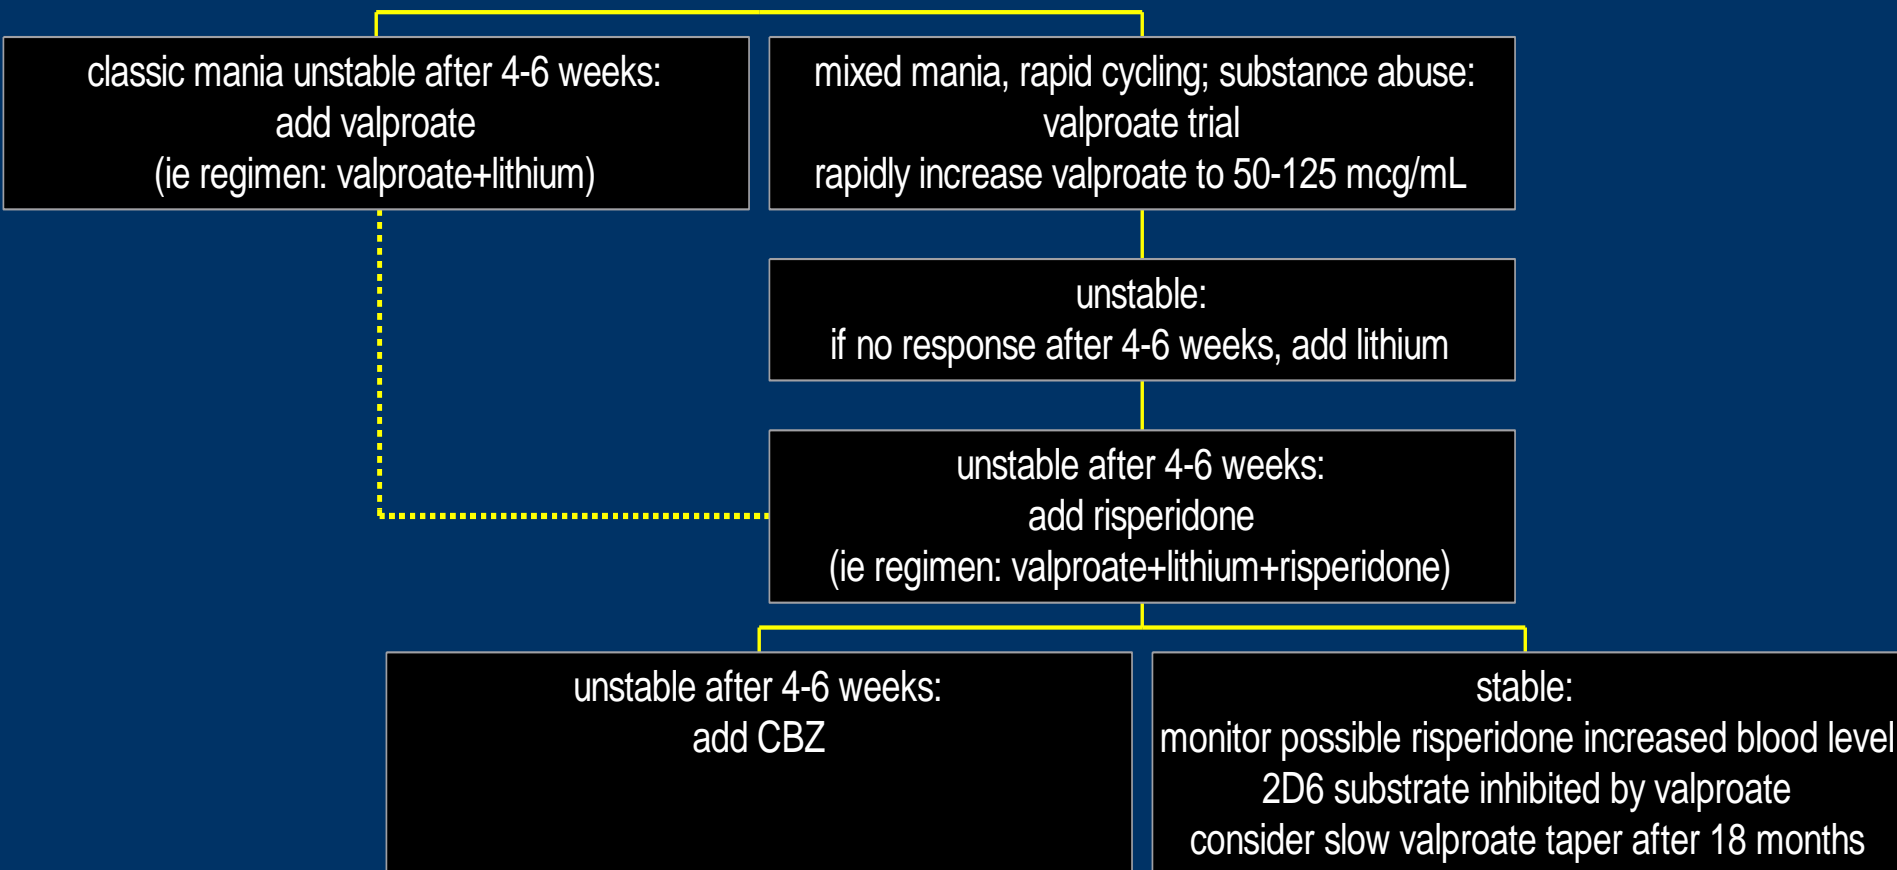 classic mania unstable after 4-6 weeks:
add valproate
(ie regimen: valproate+lithium)
mixed mania, rapid cycling; substance abuse:
valproate trial
rapidly increase valproate to 50-125 mcg/mL
unstable:
if no response after 4-6 weeks, add lithium
unstable after 4-6 weeks:
add risperidone
(ie regimen: valproate+lithium+risperidone)
unstable after 4-6 weeks:
add CBZ
stable:
monitor possible risperidone increased blood level
2D6 substrate inhibited by valproate
consider slow valproate taper after 18 months